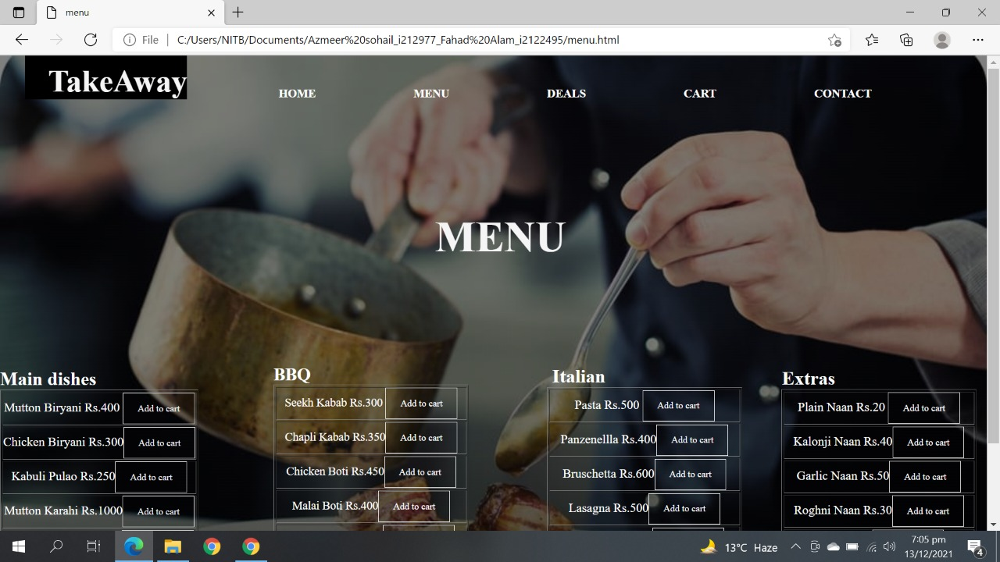 menu
File
C:/Users/NITB/Documents/Azmeer%20sohail_i212977_Fahad%20Alam_i2122495/menu.html
TakeAway
HOME MENU DEALS CART CONTACT
MENU
Main dishes
Mutton Biryani Rs.400 Add to cart
Chicken Biryani Rs.300 Add to cart
Kabuli Pulao Rs.250 Add to cart
Mutton Karahi Rs.1000 Add to cart
BBQ
Seekh Kabab Rs.300 Add to cart
Chapli Kabab Rs.350 Add to cart
Chicken Boti Rs.450 Add to cart
Malai Boti Rs.400 Add to cart
Italian
Pasta Rs.500 Add to cart
Panzenellla Rs.400 Add to cart
Bruschetta Rs.600 Add to cart
Lasagna Rs.500 Add to cart
Extras
Plain Naan Rs.20 Add to cart
Kalonji Naan Rs.40 Add to cart
Garlic Naan Rs.50 Add to cart
Roghni Naan Rs.30 Add to cart
13°C Haze
7:05 pm
13/12/2021
4